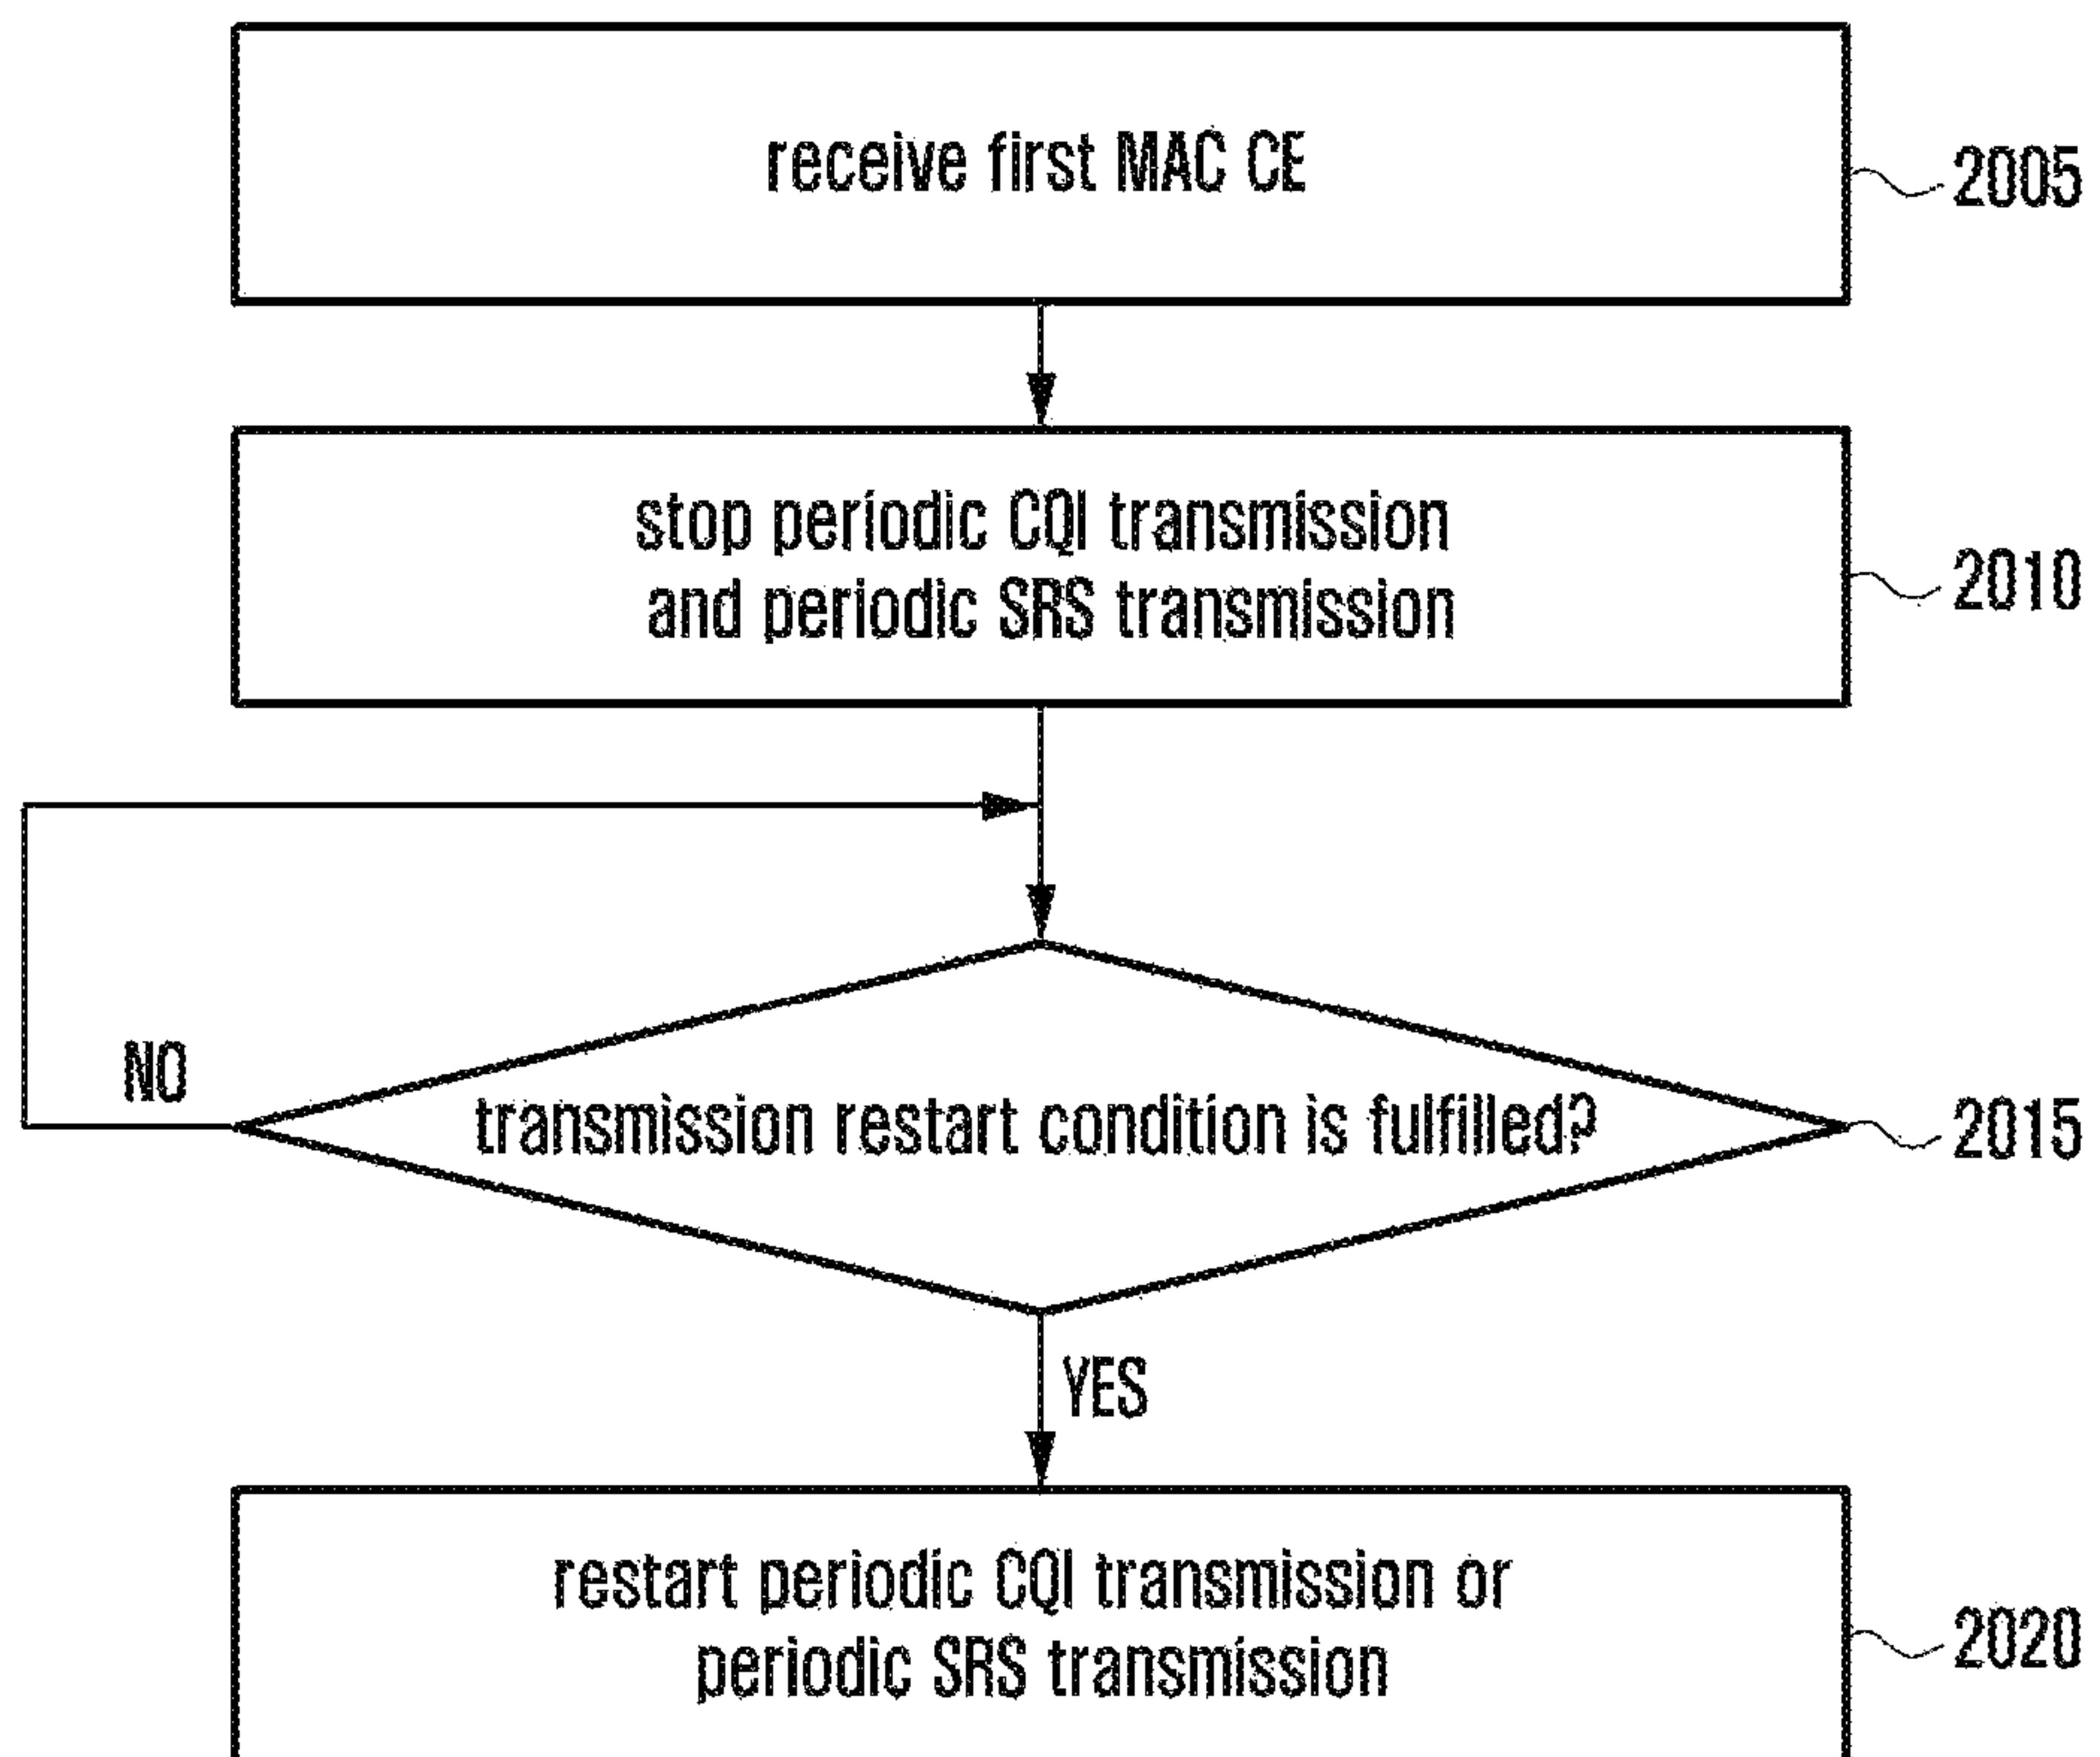 receive first MAC CE
2005
stop periodic CQI transmission
and periodic SRS transmission
2010
NO
transmission restart condition is fulfilled?
2015
YES
restart periodic CQI transmission or
periodic SRS transmission
2020